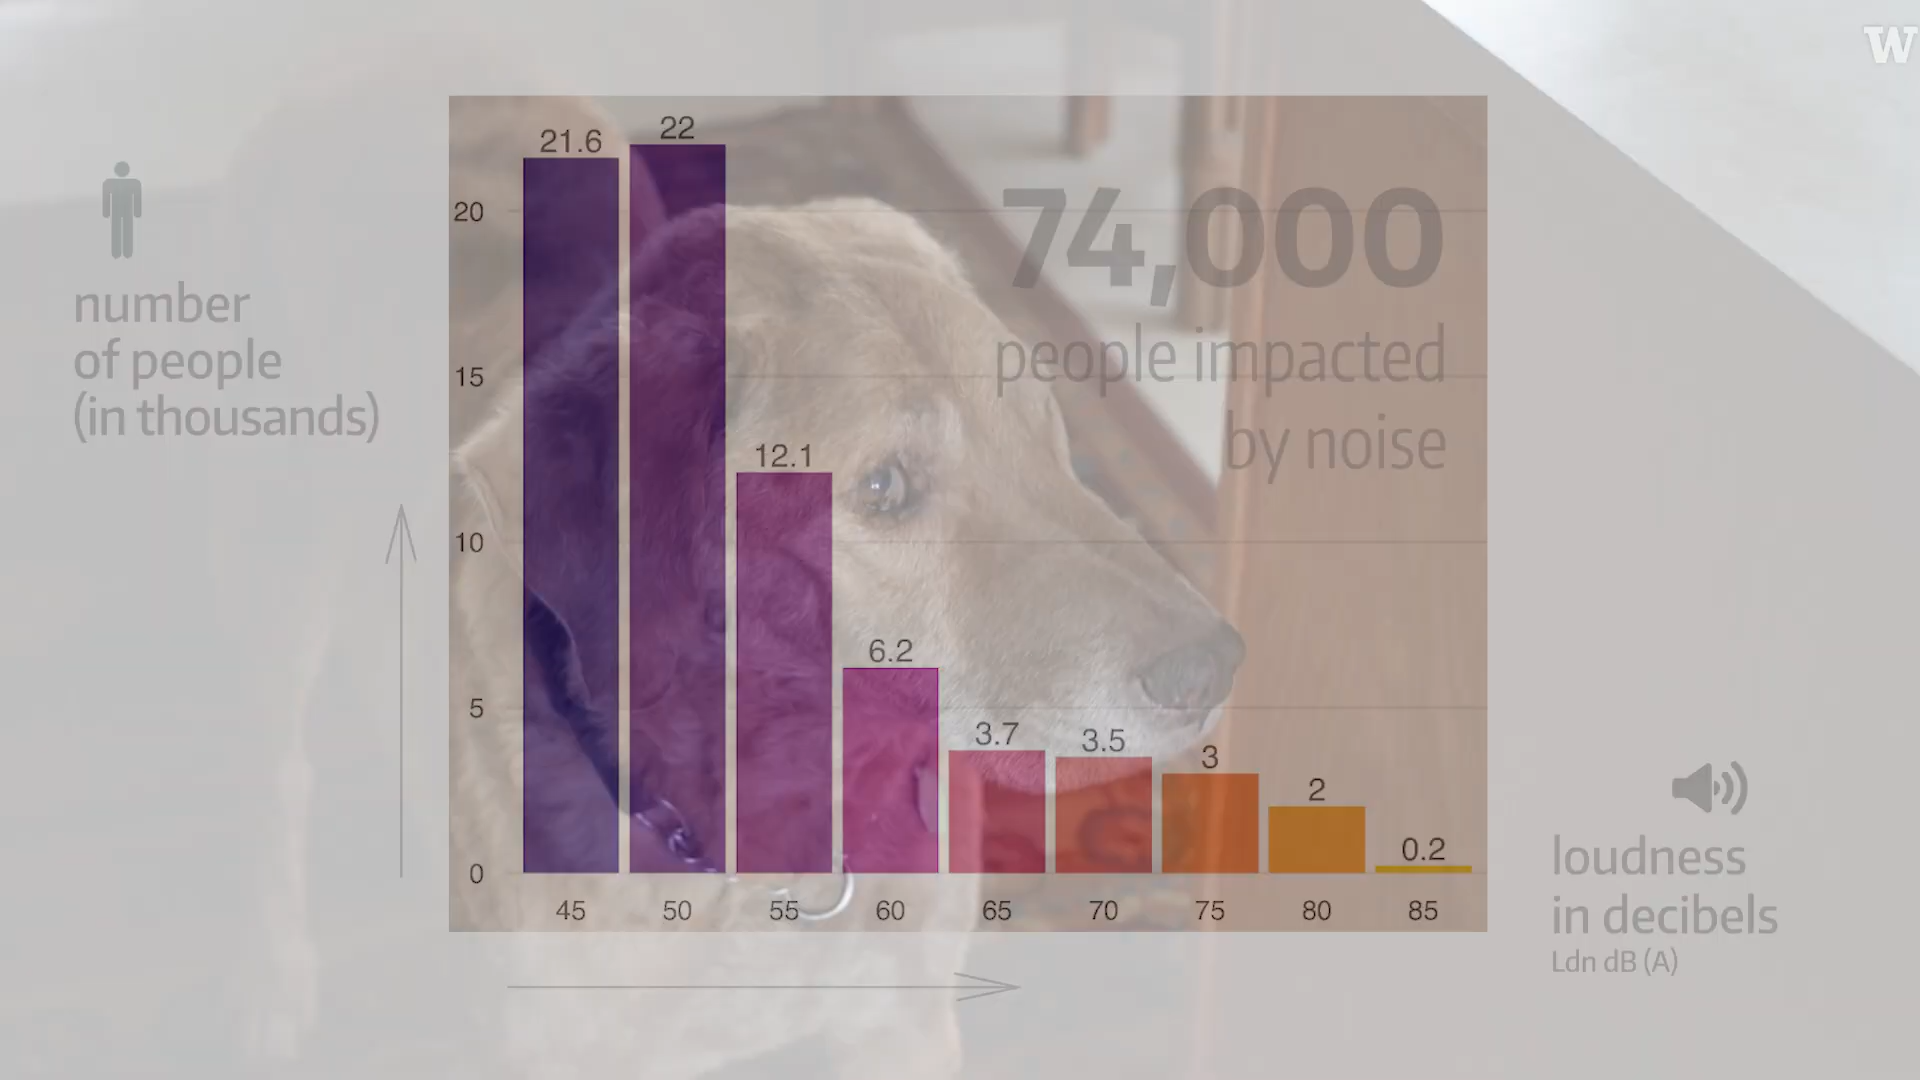 W
number
of people
(in thousands)
21.6
22
12.1
6.2
3.7
3.5
3
2
0.2
20
15
10
5
0
74,000
people impacted
by noise
45 50 55 60 65 70 75 80 85
loudness
in decibels
Ldn dB (A)